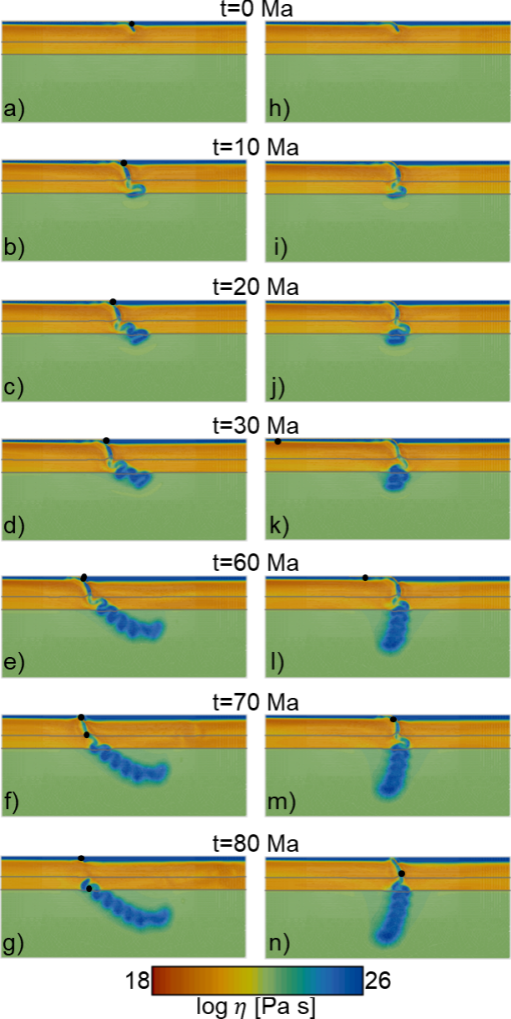 t=0 Ma
a)
h)
t=10 Ma
b)
i)
t=20 Ma
c)
j)
t=30 Ma
d)
k)
t=60 Ma
e)
l)
t=70 Ma
f)
m)
t=80 Ma
g)
n)
18
26
log η [Pa s]